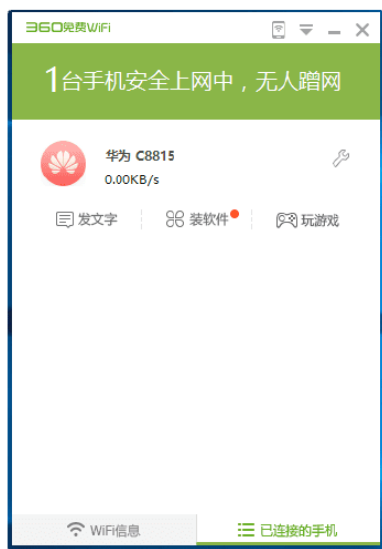 360免费WiFi
1台手机安全上网中，无人蹭网
华为 C8815
0.00KB/s
发文字 装软件 玩游戏
WiFi信息 已连接的手机